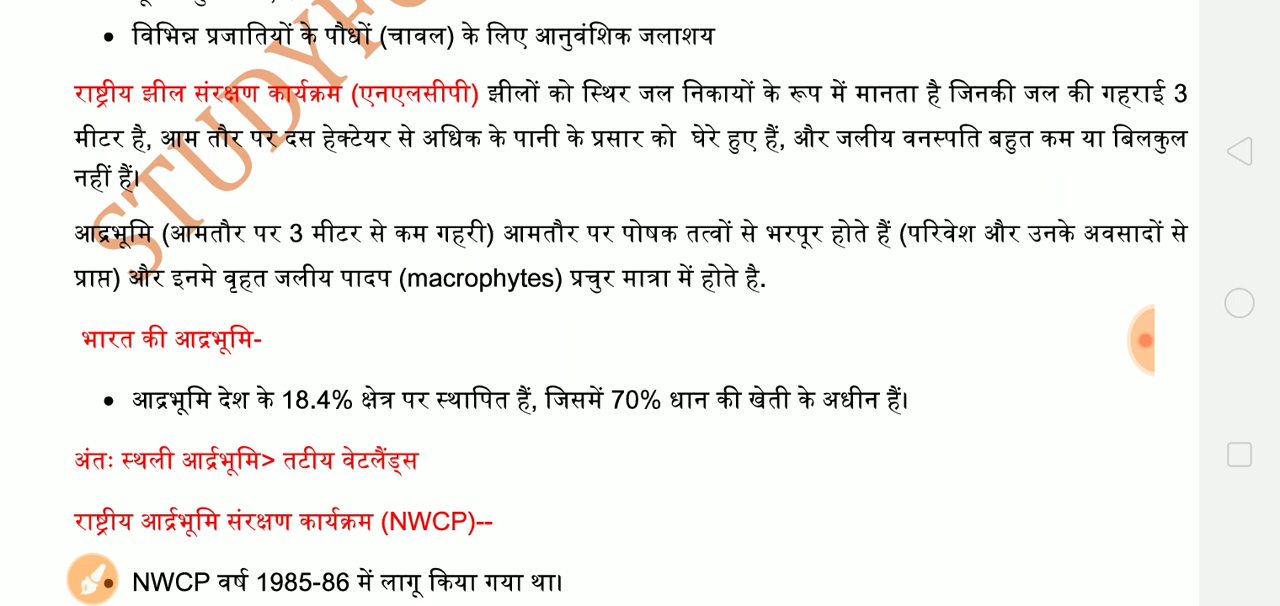 • विभिन्न प्रजातियों के पौधों (चावल) के लिए आनुवंशिक जलाशय
राष्ट्रीय झील संरक्षण कार्यक्रम (एनएलसीपी) झीलों को स्थिर जल निकायों के रूप में मानता है जिनकी जल की गहराई 3
मीटर है, आम तौर पर दस हेक्टेयर से अधिक के पानी के प्रसार को घेरे हुए हैं, और जलीय वनस्पति बहुत कम या बिलकुल
नहीं हैं।
आद्रभूमि (आमतौर पर 3 मीटर से कम गहरी) आमतौर पर पोषक तत्वों से भरपूर होते हैं (परिवेश और उनके अवसादों से
प्राप्त) और इनमे वृहत जलीय पादप (macrophytes) प्रचुर मात्रा में होते है.
भारत की आद्रभूमि-
• आद्रभूमि देश के 18.4% क्षेत्र पर स्थापित हैं, जिसमें 70% धान की खेती के अधीन हैं।
अंतः स्थली आर्द्रभूमि> तटीय वेटलैंड्स
राष्ट्रीय आर्द्रभूमि संरक्षण कार्यक्रम (NWCP)--
• NWCP वर्ष 1985-86 में लागू किया गया था।
STUDYF